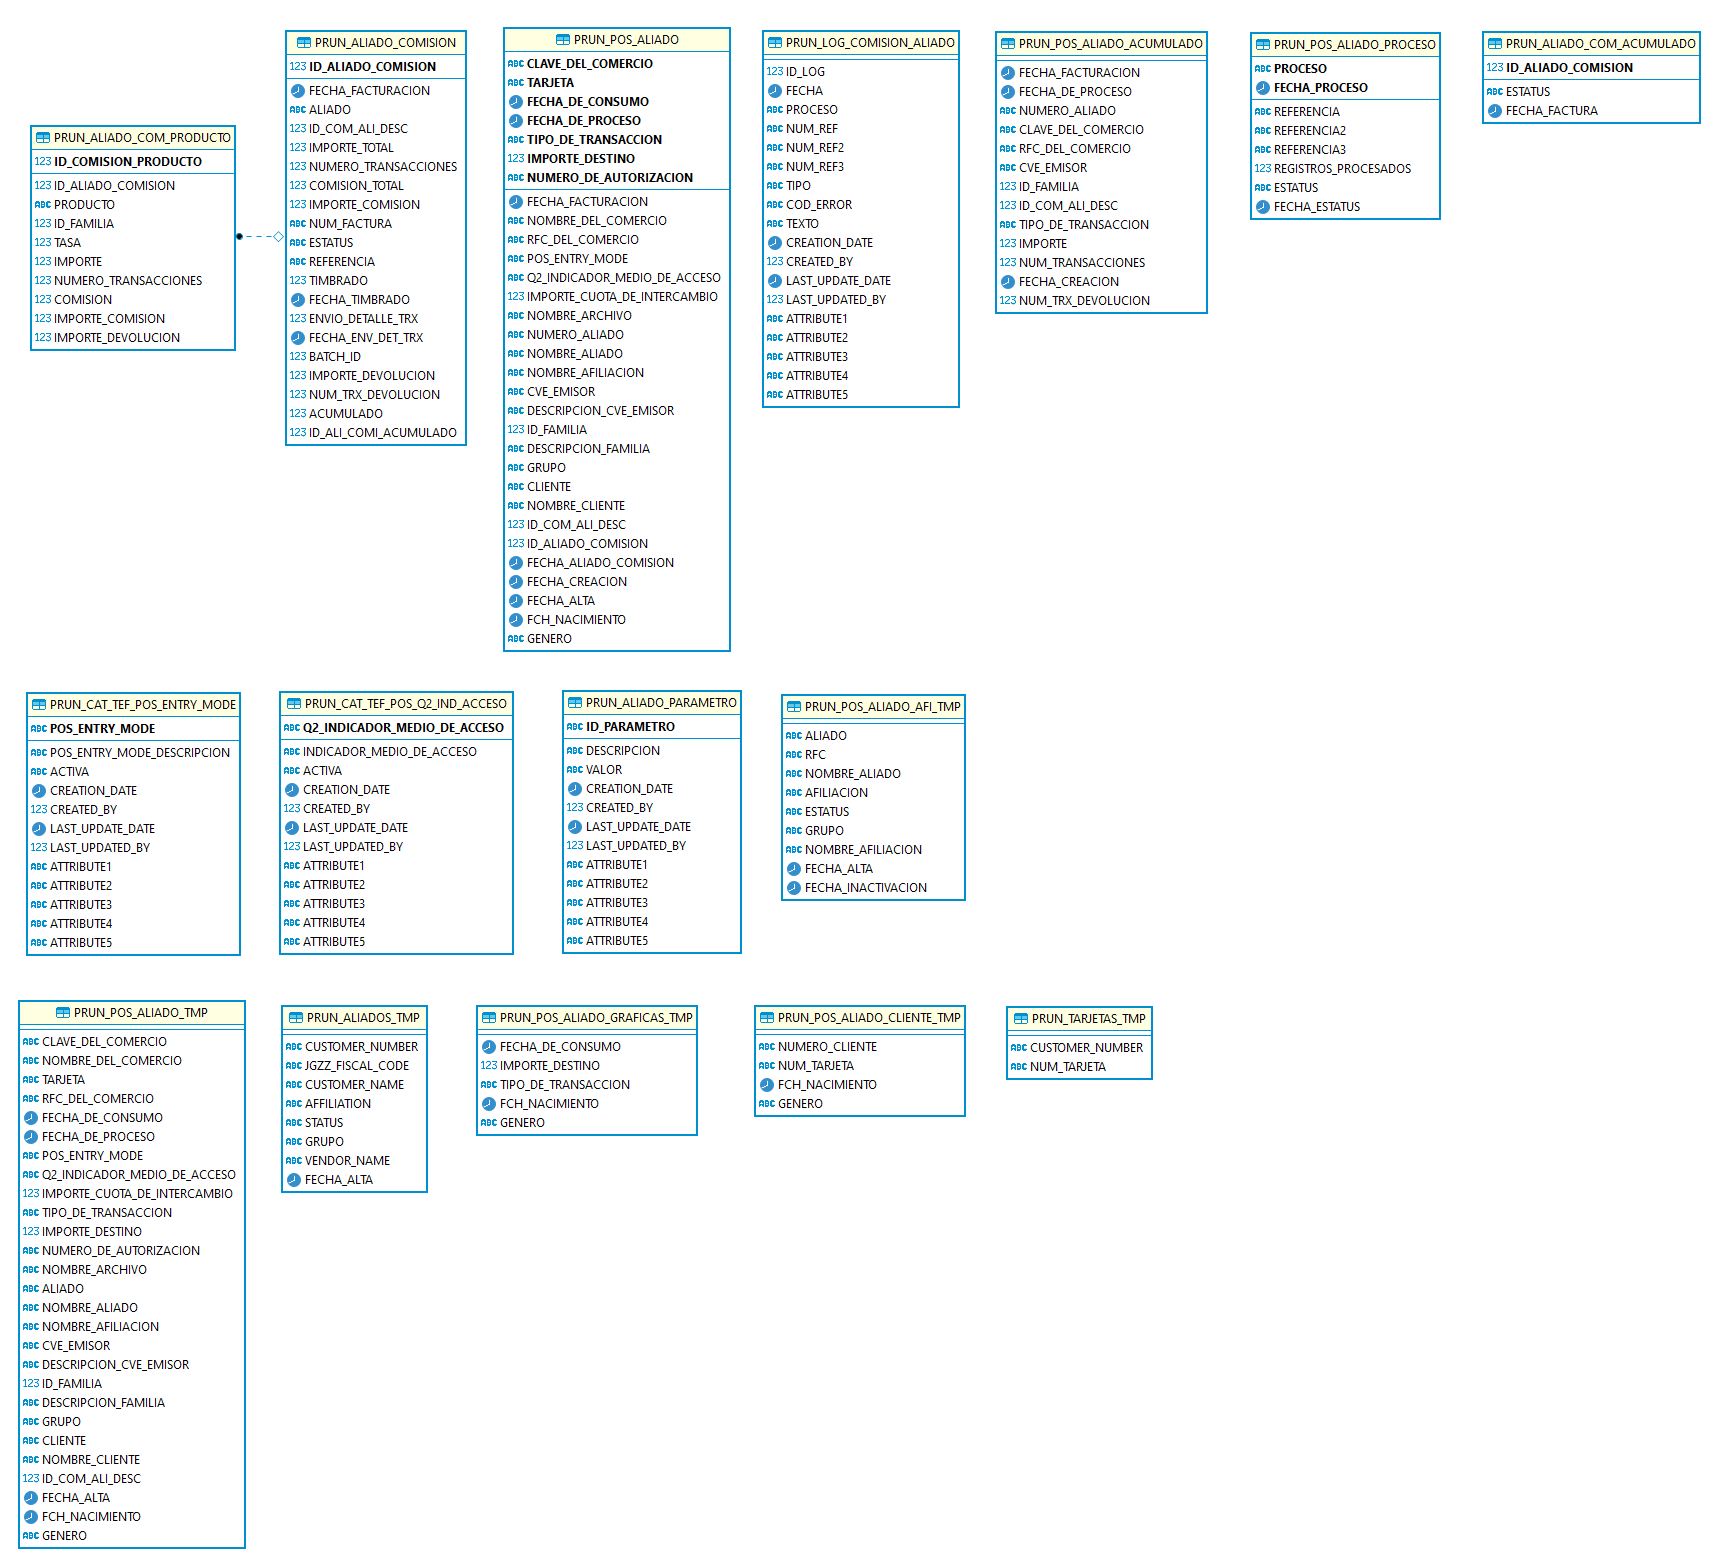 PRUN_ALIADO_COM_PRODUCTO
123 ID_COMISION_PRODUCTO
123 ID_ALIADO_COMISION
ABC PRODUCTO
123 ID_FAMILIA
123 TASA
123 IMPORTE
123 NUMERO_TRANSACCIONES
123 COMISION
123 IMPORTE_COMISION
123 IMPORTE_DEVOLUCION
PRUN_ALIADO_COMISION
123 ID_ALIADO_COMISION
FECHA_FACTURACION
ABC ALIADO
123 ID_COM_ALI_DESC
123 IMPORTE_TOTAL
123 NUMERO_TRANSACCIONES
123 COMISION_TOTAL
123 IMPORTE_COMISION
ABC NUM_FACTURA
ABC ESTATUS
ABC REFERENCIA
123 TIMBRADO
FECHA_TIMBRADO
123 ENVIO_DETALLE_TRX
FECHA_ENV_DET_TRX
123 BATCH_ID
123 IMPORTE_DEVOLUCION
123 NUM_TRX_DEVOLUCION
123 ACUMULADO
123 ID_ALI_COMI_ACUMULADO
PRUN_POS_ALIADO
ABC CLAVE_DEL_COMERCIO
ABC TARJETA
FECHA_DE_CONSUMO
FECHA_DE_PROCESO
ABC TIPO_DE_TRANSACCION
123 IMPORTE_DESTINO
ABC NUMERO_DE_AUTORIZACION
FECHA_FACTURACION
ABC NOMBRE_DEL_COMERCIO
ABC RFC_DEL_COMERCIO
ABC POS_ENTRY_MODE
ABC Q2_INDICADOR_MEDIO_DE_ACCESO
123 IMPORTE_CUOTA_DE_INTERCAMBIO
ABC NOMBRE_ARCHIVO
ABC NUMERO_ALIADO
ABC NOMBRE_ALIADO
ABC NOMBRE_AFILIACION
ABC CVE_EMISOR
ABC DESCRIPCION_CVE_EMISOR
123 ID_FAMILIA
ABC DESCRIPCION_FAMILIA
ABC GRUPO
ABC CLIENTE
ABC NOMBRE_CLIENTE
123 ID_COM_ALI_DESC
123 ID_ALIADO_COMISION
FECHA_ALIADO_COMISION
FECHA_CREACION
FECHA_ALTA
FCH_NACIMIENTO
ABC GENERO
PRUN_LOG_COMISION_ALIADO
123 ID_LOG
FECHA
ABC PROCESO
ABC NUM_REF
ABC NUM_REF2
ABC NUM_REF3
ABC TIPO
ABC COD_ERROR
ABC TEXTO
CREATION_DATE
123 CREATED_BY
LAST_UPDATE_DATE
123 LAST_UPDATED_BY
ABC ATTRIBUTE1
ABC ATTRIBUTE2
ABC ATTRIBUTE3
ABC ATTRIBUTE4
ABC ATTRIBUTE5
PRUN_POS_ALIADO_ACUMULADO
FECHA_FACTURACION
FECHA_DE_PROCESO
ABC NUMERO_ALIADO
ABC CLAVE_DEL_COMERCIO
ABC RFC_DEL_COMERCIO
ABC CVE_EMISOR
123 ID_FAMILIA
123 ID_COM_ALI_DESC
ABC TIPO_DE_TRANSACCION
123 IMPORTE
123 NUM_TRANSACCIONES
FECHA_CREACION
123 NUM_TRX_DEVOLUCION
PRUN_POS_ALIADO_PROCESO
ABC PROCESO
FECHA_PROCESO
ABC REFERENCIA
ABC REFERENCIA2
ABC REFERENCIA3
123 REGISTROS_PROCESADOS
ABC ESTATUS
FECHA_ESTATUS
PRUN_ALIADO_COM_ACUMULADO
123 ID_ALIADO_COMISION
ABC ESTATUS
FECHA_FACTURA
PRUN_CAT_TEF_POS_ENTRY_MODE
ABC POS_ENTRY_MODE
ABC POS_ENTRY_MODE_DESCRIPCION
ABC ACTIVA
CREATION_DATE
123 CREATED_BY
LAST_UPDATE_DATE
123 LAST_UPDATED_BY
ABC ATTRIBUTE1
ABC ATTRIBUTE2
ABC ATTRIBUTE3
ABC ATTRIBUTE4
ABC ATTRIBUTE5
PRUN_CAT_TEF_POS_Q2_IND_ACCESO
ABC Q2_INDICADOR_MEDIO_DE_ACCESO
ABC INDICADOR_MEDIO_DE_ACCESO
ABC ACTIVA
CREATION_DATE
123 CREATED_BY
LAST_UPDATE_DATE
123 LAST_UPDATED_BY
ABC ATTRIBUTE1
ABC ATTRIBUTE2
ABC ATTRIBUTE3
ABC ATTRIBUTE4
ABC ATTRIBUTE5
PRUN_ALIADO_PARAMETRO
ABC ID_PARAMETRO
ABC DESCRIPCION
ABC VALOR
CREATION_DATE
123 CREATED_BY
LAST_UPDATE_DATE
123 LAST_UPDATED_BY
ABC ATTRIBUTE1
ABC ATTRIBUTE2
ABC ATTRIBUTE3
ABC ATTRIBUTE4
ABC ATTRIBUTE5
PRUN_POS_ALIADO_AFI_TMP
ABC ALIADO
ABC RFC
ABC NOMBRE_ALIADO
ABC AFILIACION
ABC ESTATUS
ABC GRUPO
ABC NOMBRE_AFILIACION
FECHA_ALTA
FECHA_INACTIVACION
PRUN_POS_ALIADO_TMP
ABC CLAVE_DEL_COMERCIO
ABC NOMBRE_DEL_COMERCIO
ABC TARJETA
ABC RFC_DEL_COMERCIO
FECHA_DE_CONSUMO
FECHA_DE_PROCESO
ABC POS_ENTRY_MODE
ABC Q2_INDICADOR_MEDIO_DE_ACCESO
123 IMPORTE_CUOTA_DE_INTERCAMBIO
ABC TIPO_DE_TRANSACCION
123 IMPORTE_DESTINO
ABC NUMERO_DE_AUTORIZACION
ABC NOMBRE_ARCHIVO
ABC ALIADO
ABC NOMBRE_ALIADO
ABC NOMBRE_AFILIACION
ABC CVE_EMISOR
ABC DESCRIPCION_CVE_EMISOR
123 ID_FAMILIA
ABC DESCRIPCION_FAMILIA
ABC GRUPO
ABC CLIENTE
ABC NOMBRE_CLIENTE
123 ID_COM_ALI_DESC
FECHA_ALTA
FCH_NACIMIENTO
ABC GENERO
PRUN_ALIADOS_TMP
ABC CUSTOMER_NUMBER
ABC JGZZ_FISCAL_CODE
ABC CUSTOMER_NAME
ABC AFFILIATION
ABC STATUS
ABC GRUPO
ABC VENDOR_NAME
FECHA_ALTA
PRUN_POS_ALIADO_GRAFICAS_TMP
FECHA_DE_CONSUMO
123 IMPORTE_DESTINO
ABC TIPO_DE_TRANSACCION
FCH_NACIMIENTO
ABC GENERO
PRUN_POS_ALIADO_CLIENTE_TMP
ABC NUMERO_CLIENTE
ABC NUM_TARJETA
FCH_NACIMIENTO
ABC GENERO
PRUN_TARJETAS_TMP
ABC CUSTOMER_NUMBER
ABC NUM_TARJETA